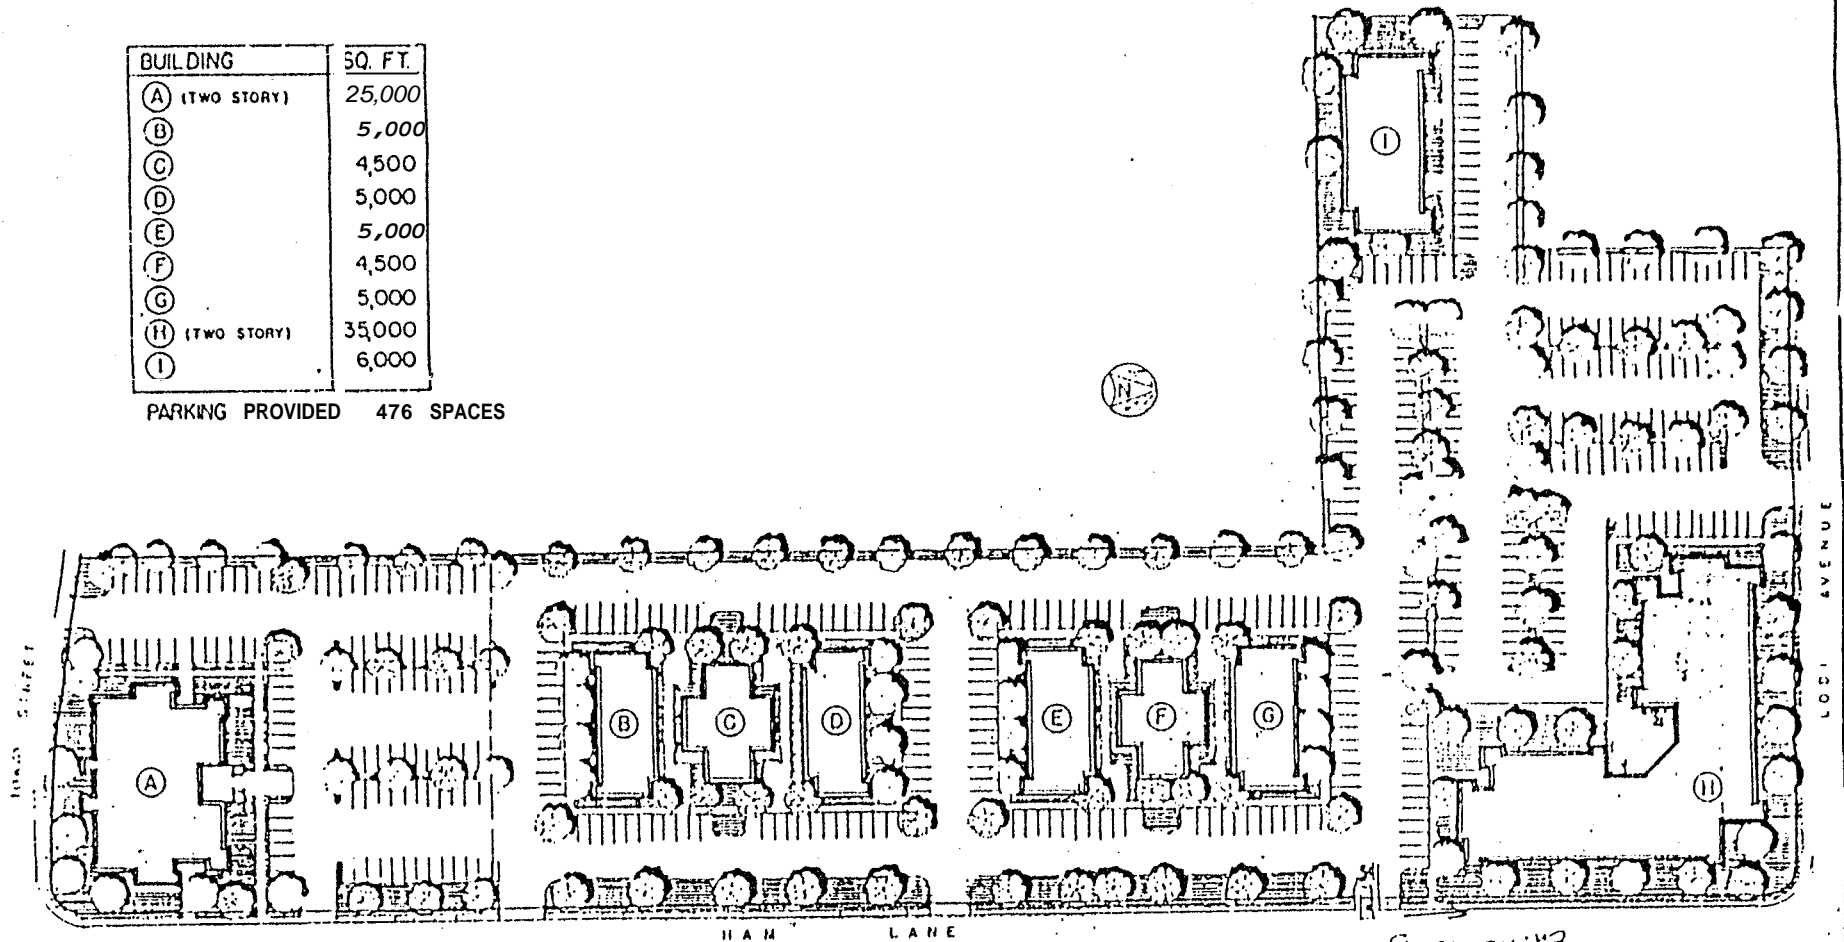 BUILDING SQ. FT.
A (TWO STORY) 25,000
B 5,000
C 4,500
D 5,000
E 5,000
F 4,500
G 5,000
H (TWO STORY) 35,000
I 6,000
PARKING PROVIDED 476 SPACES
I
N
A
B
C
D
E
F
G
H
STREET
LODI AVENUE
HAM LANE